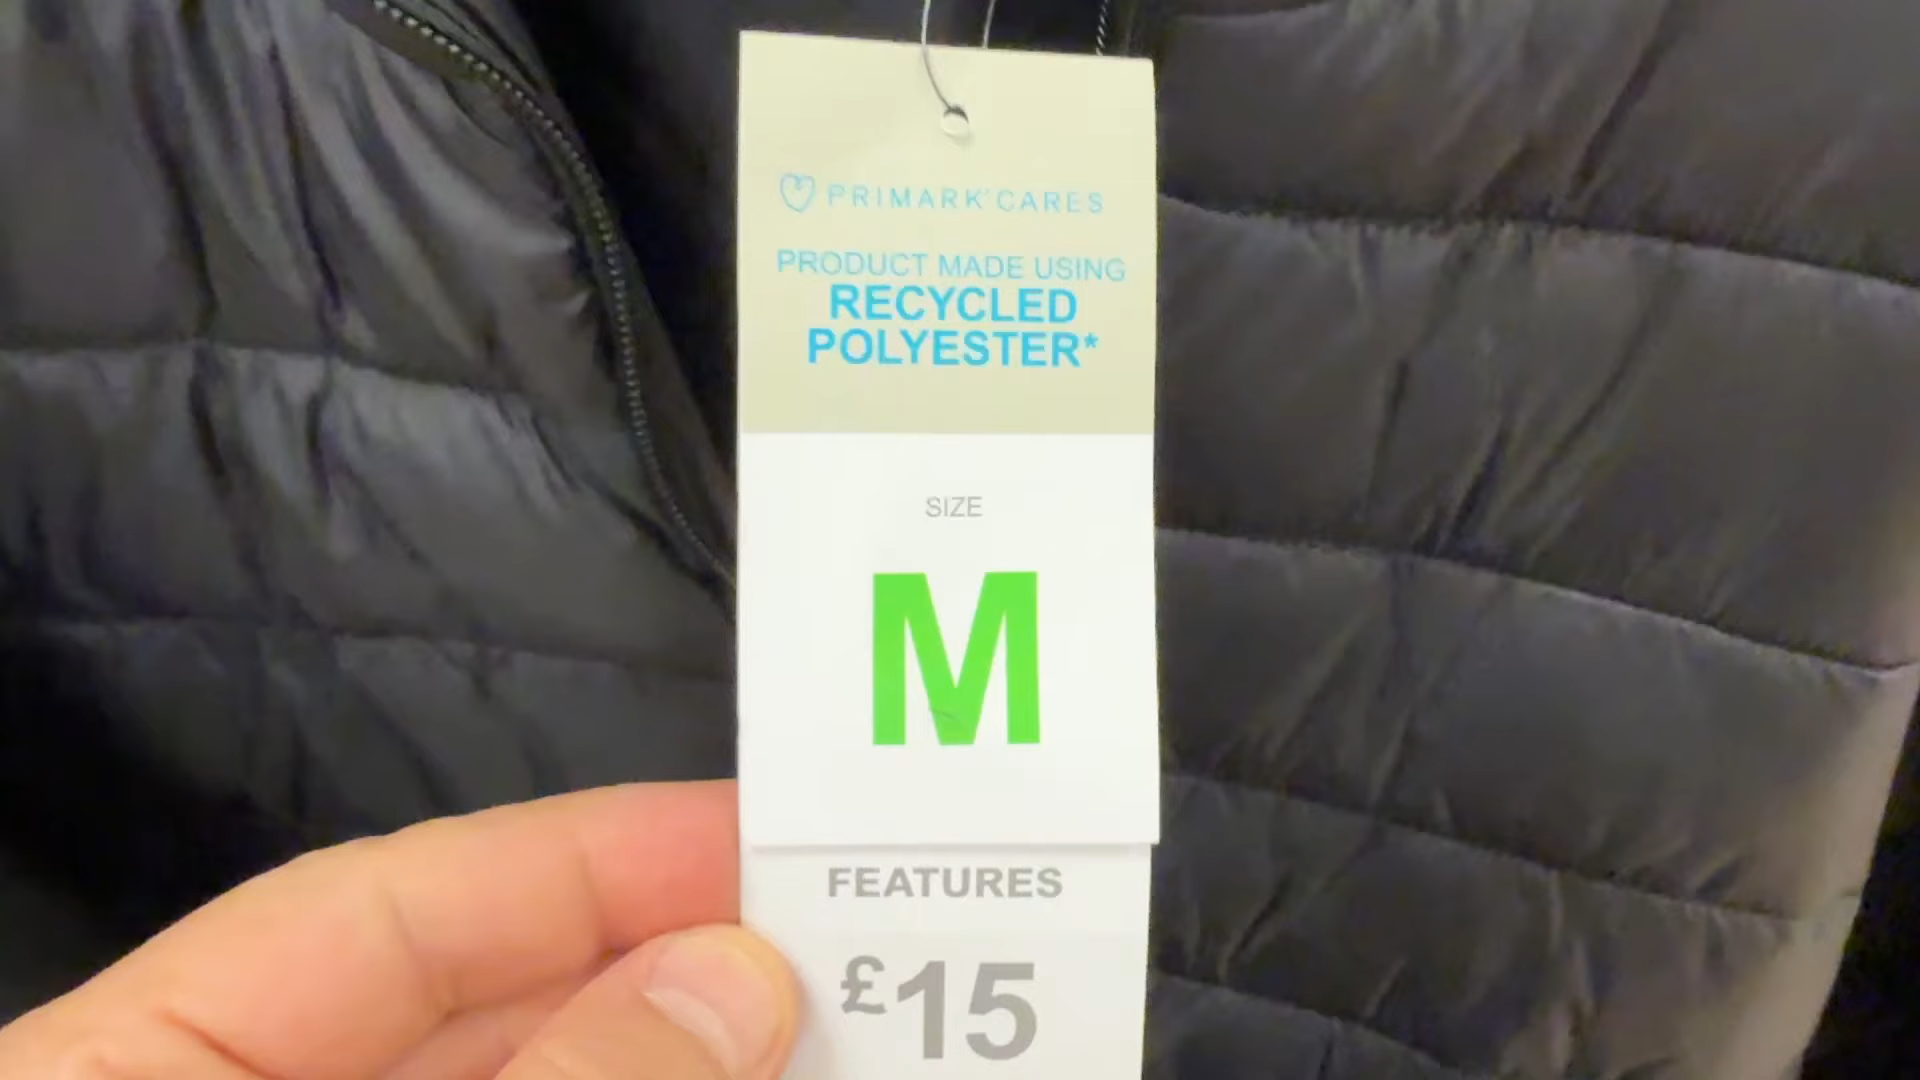 PRIMARK® CARES
PRODUCT MADE USING
RECYCLED
POLYESTER*
SIZE
M
FEATURES
£15